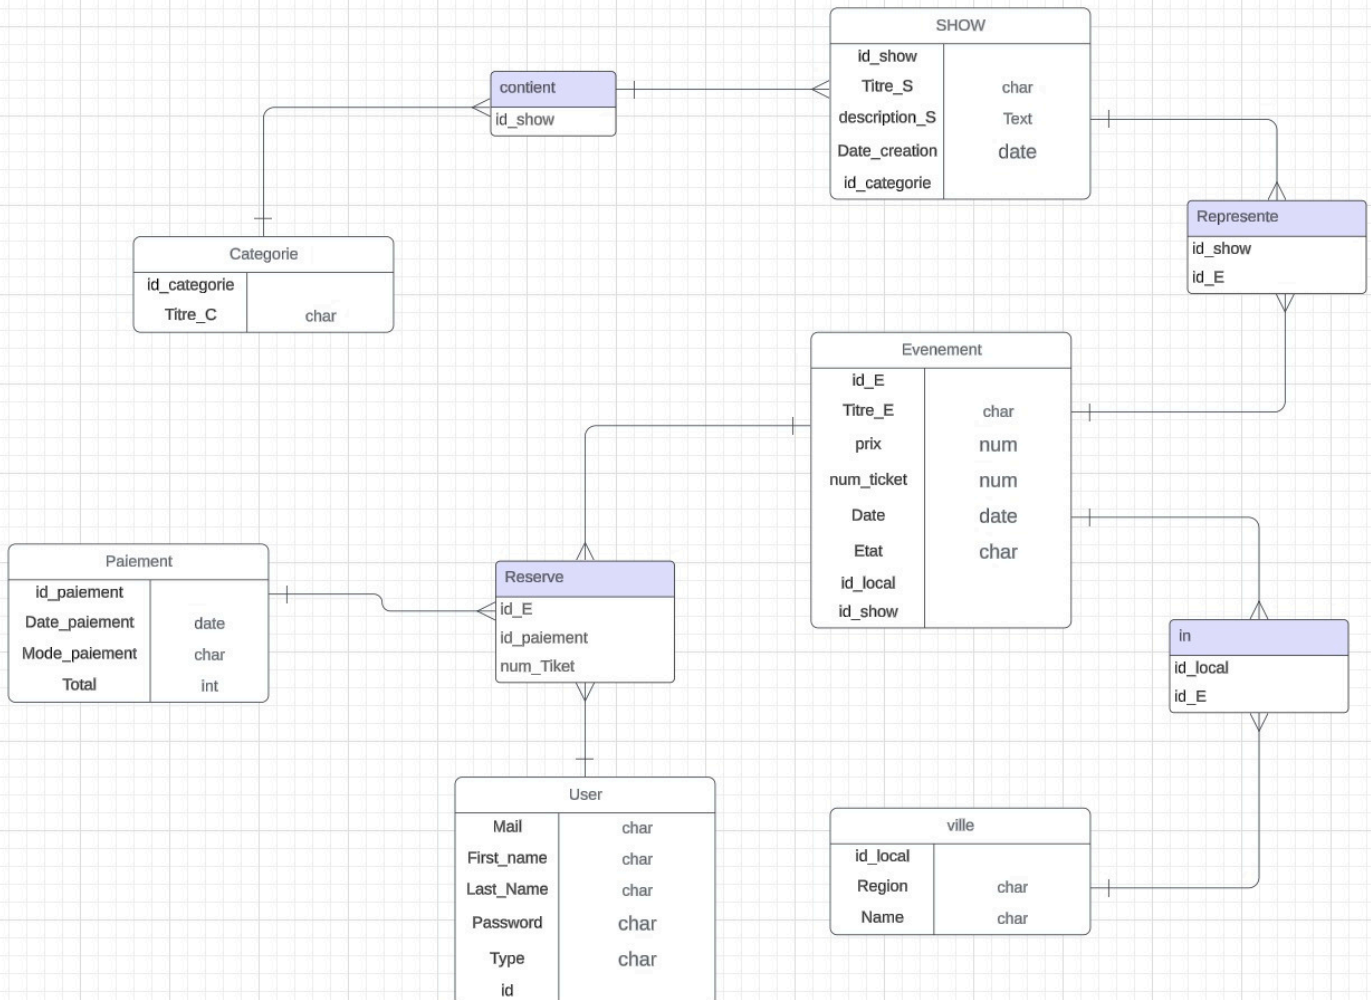 SHOW
id_show
Titre_S char
description_S Text
Date_creation date
id_categorie
contient
id_show
Represente
id_show
id_E
Categorie
id_categorie
Titre_C char
Evenement
id_E
Titre_E char
prix num
num_ticket num
Date date
Etat char
id_local
id_show
Paiement
id_paiement
Date_paiement date
Mode_paiement char
Total int
Reserve
id_E
id_paiement
num_Tiket
in
id_local
id_E
User
Mail char
First_name char
Last_Name char
Password char
Type char
id
ville
id_local
Region char
Name char